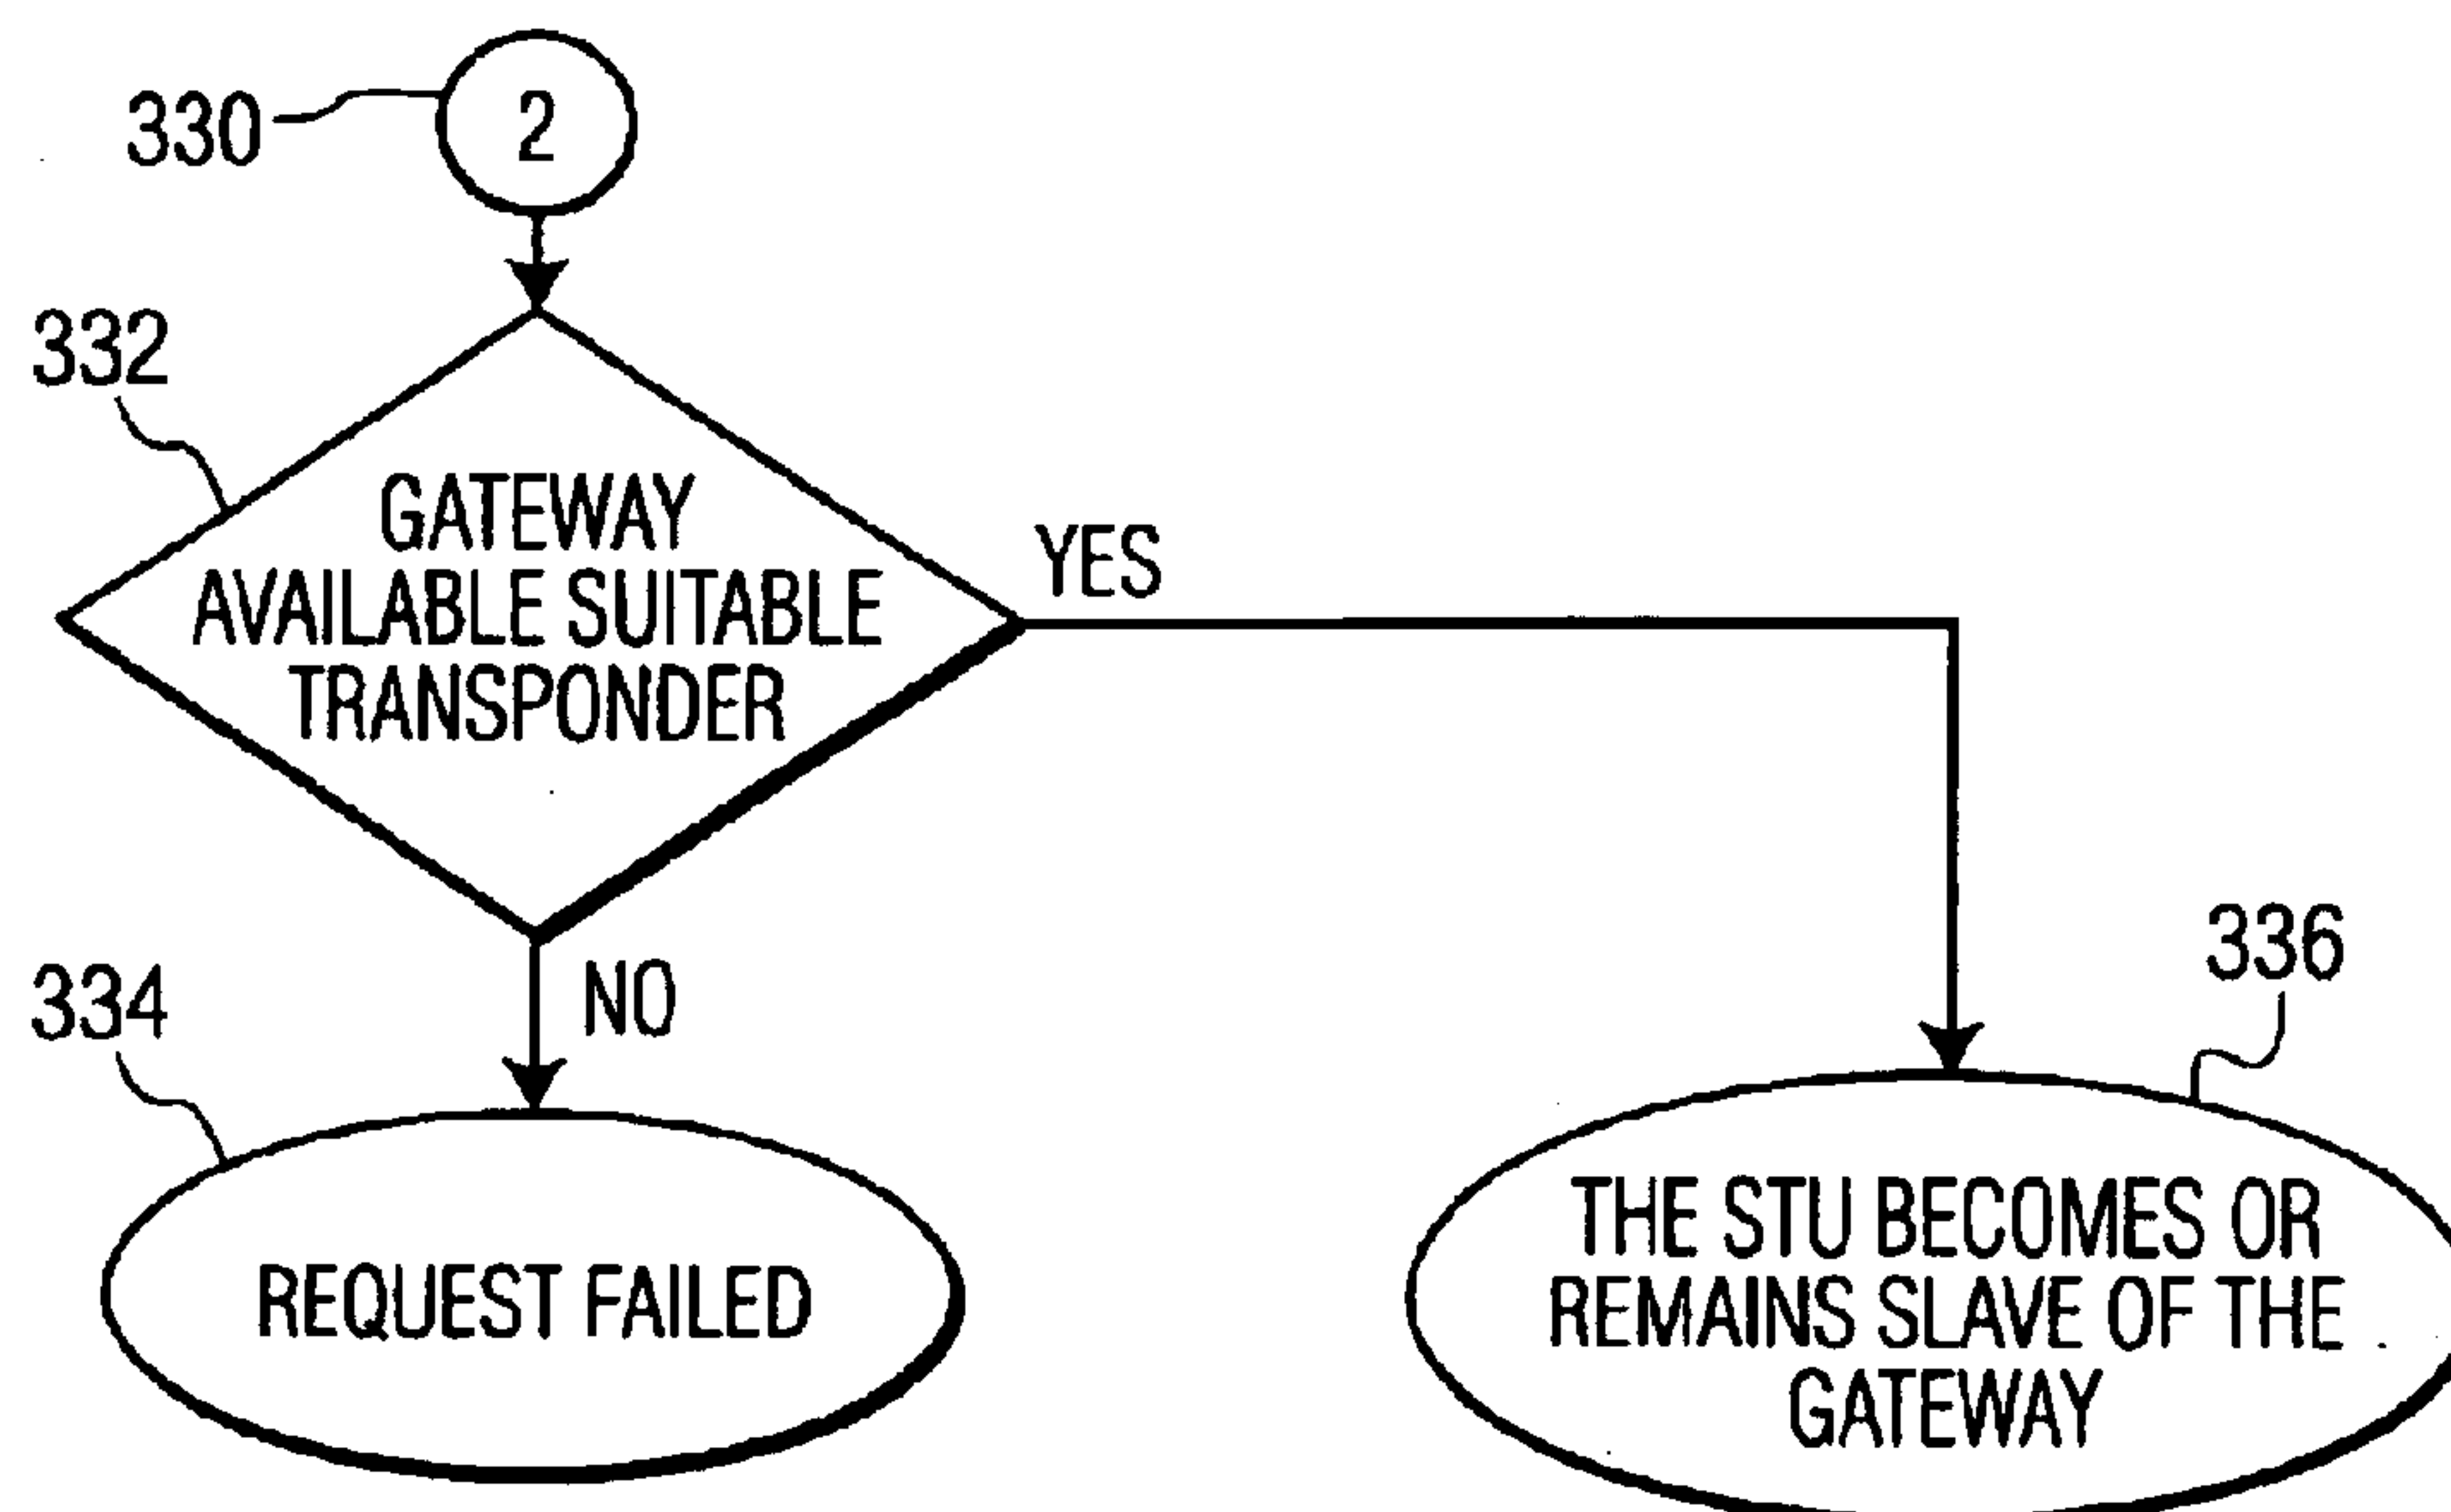 330
2
332
GATEWAY
AVAILABLE SUITABLE
TRANSPONDER
YES
NO
334
336
REQUEST FAILED
THE STU BECOMES OR
REMAINS SLAVE OF THE
GATEWAY